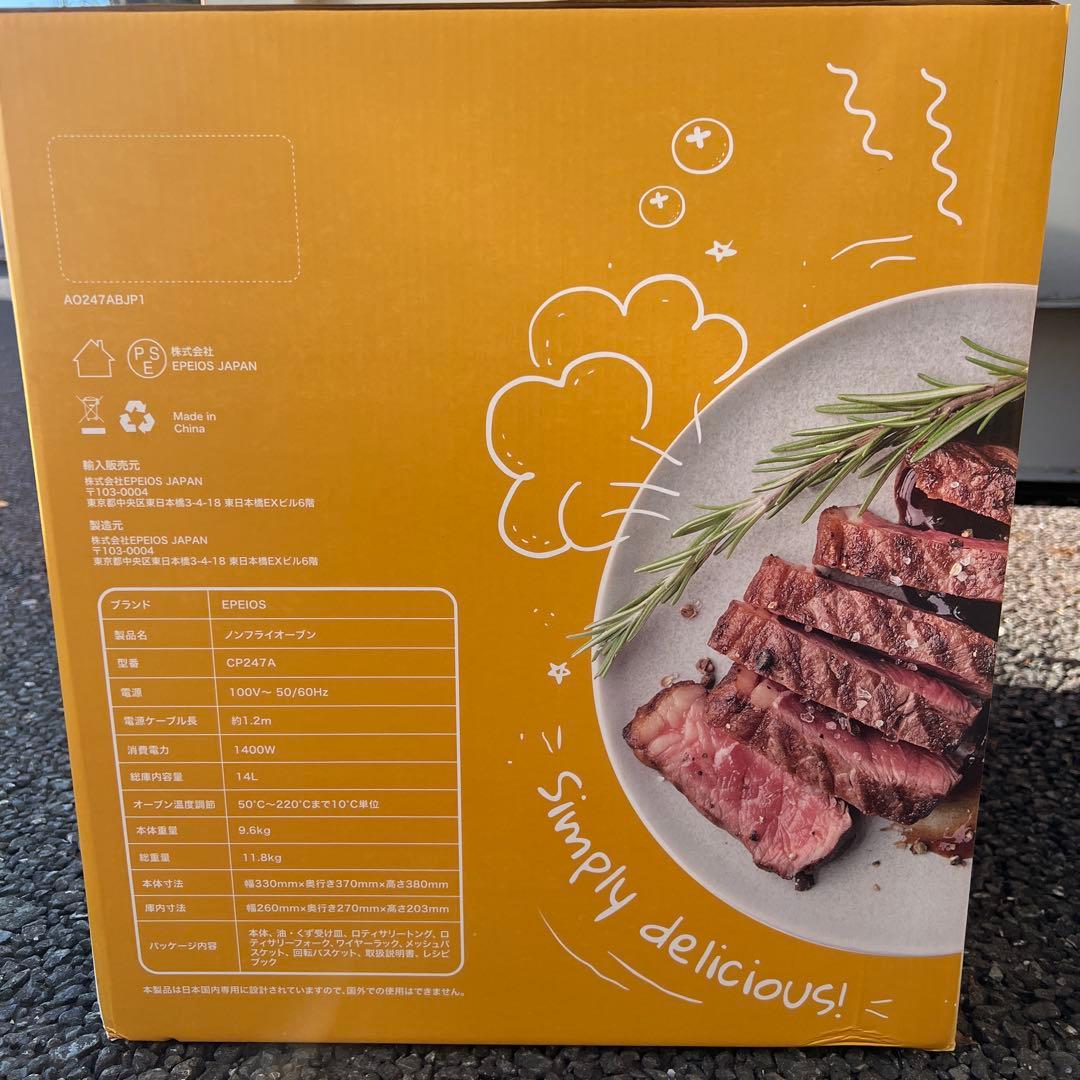 AO247ABJP1
PSE
株式会社
EPEIOS JAPAN
Made in
China
輸入販売元
株式会社EPEIOS JAPAN
〒103-0004
東京都中央区東日本橋3-4-18 東日本橋EXビル6階
製造元
株式会社EPEIOS JAPAN
〒103-0004
東京都中央区東日本橋3-4-18 東日本橋EXビル6階
ブランド EPEIOS
製品名 ノンフライオーブン
型番 CP247A
電源 100V〜 50/60Hz
電源ケーブル長 約1.2m
消費電力 1400W
総庫内容量 14L
オーブン温度調節 50°C〜220°Cまで10°C単位
本体重量 9.6kg
総重量 11.8kg
本体寸法 幅330mm×奥行き370mm×高さ380mm
庫内寸法 幅260mm×奥行き270mm×高さ203mm
パッケージ内容 本体、油・くず受け皿、ロティサリートング、ロ
ティサリーフォーク、ワイヤーラック、メッシュバ
スケット、回転バスケット、取扱説明書、レシピ
ブック
本製品は日本国内専用に設計されていますので、国外での使用はできません。
Simply delicious!